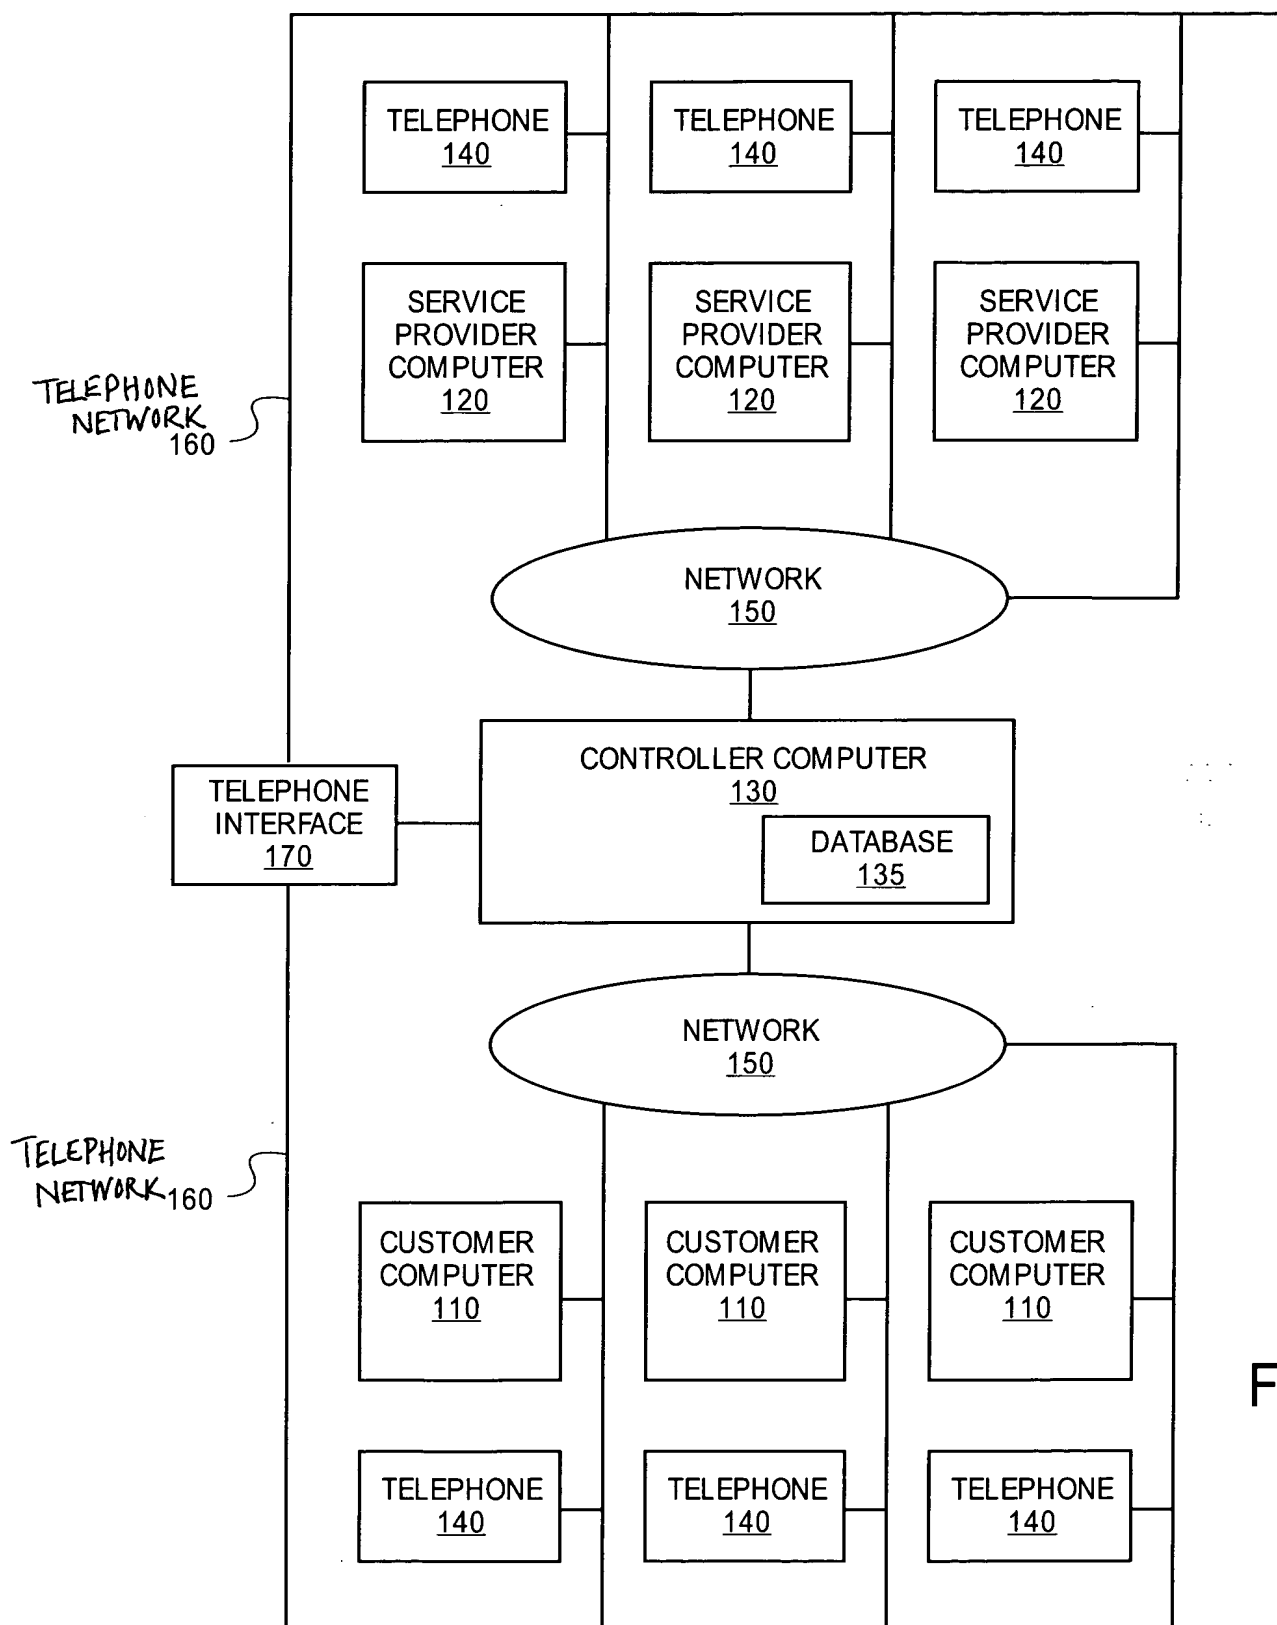 TELEPHONE
140
TELEPHONE
140
TELEPHONE
140
SERVICE
PROVIDER
COMPUTER
120
SERVICE
PROVIDER
COMPUTER
120
SERVICE
PROVIDER
COMPUTER
120
TELEPHONE
NETWORK
160
NETWORK
150
CONTROLLER COMPUTER
130
DATABASE
135
TELEPHONE
INTERFACE
170
NETWORK
150
TELEPHONE
NETWORK 160
CUSTOMER
COMPUTER
110
CUSTOMER
COMPUTER
110
CUSTOMER
COMPUTER
110
F
TELEPHONE
140
TELEPHONE
140
TELEPHONE
140